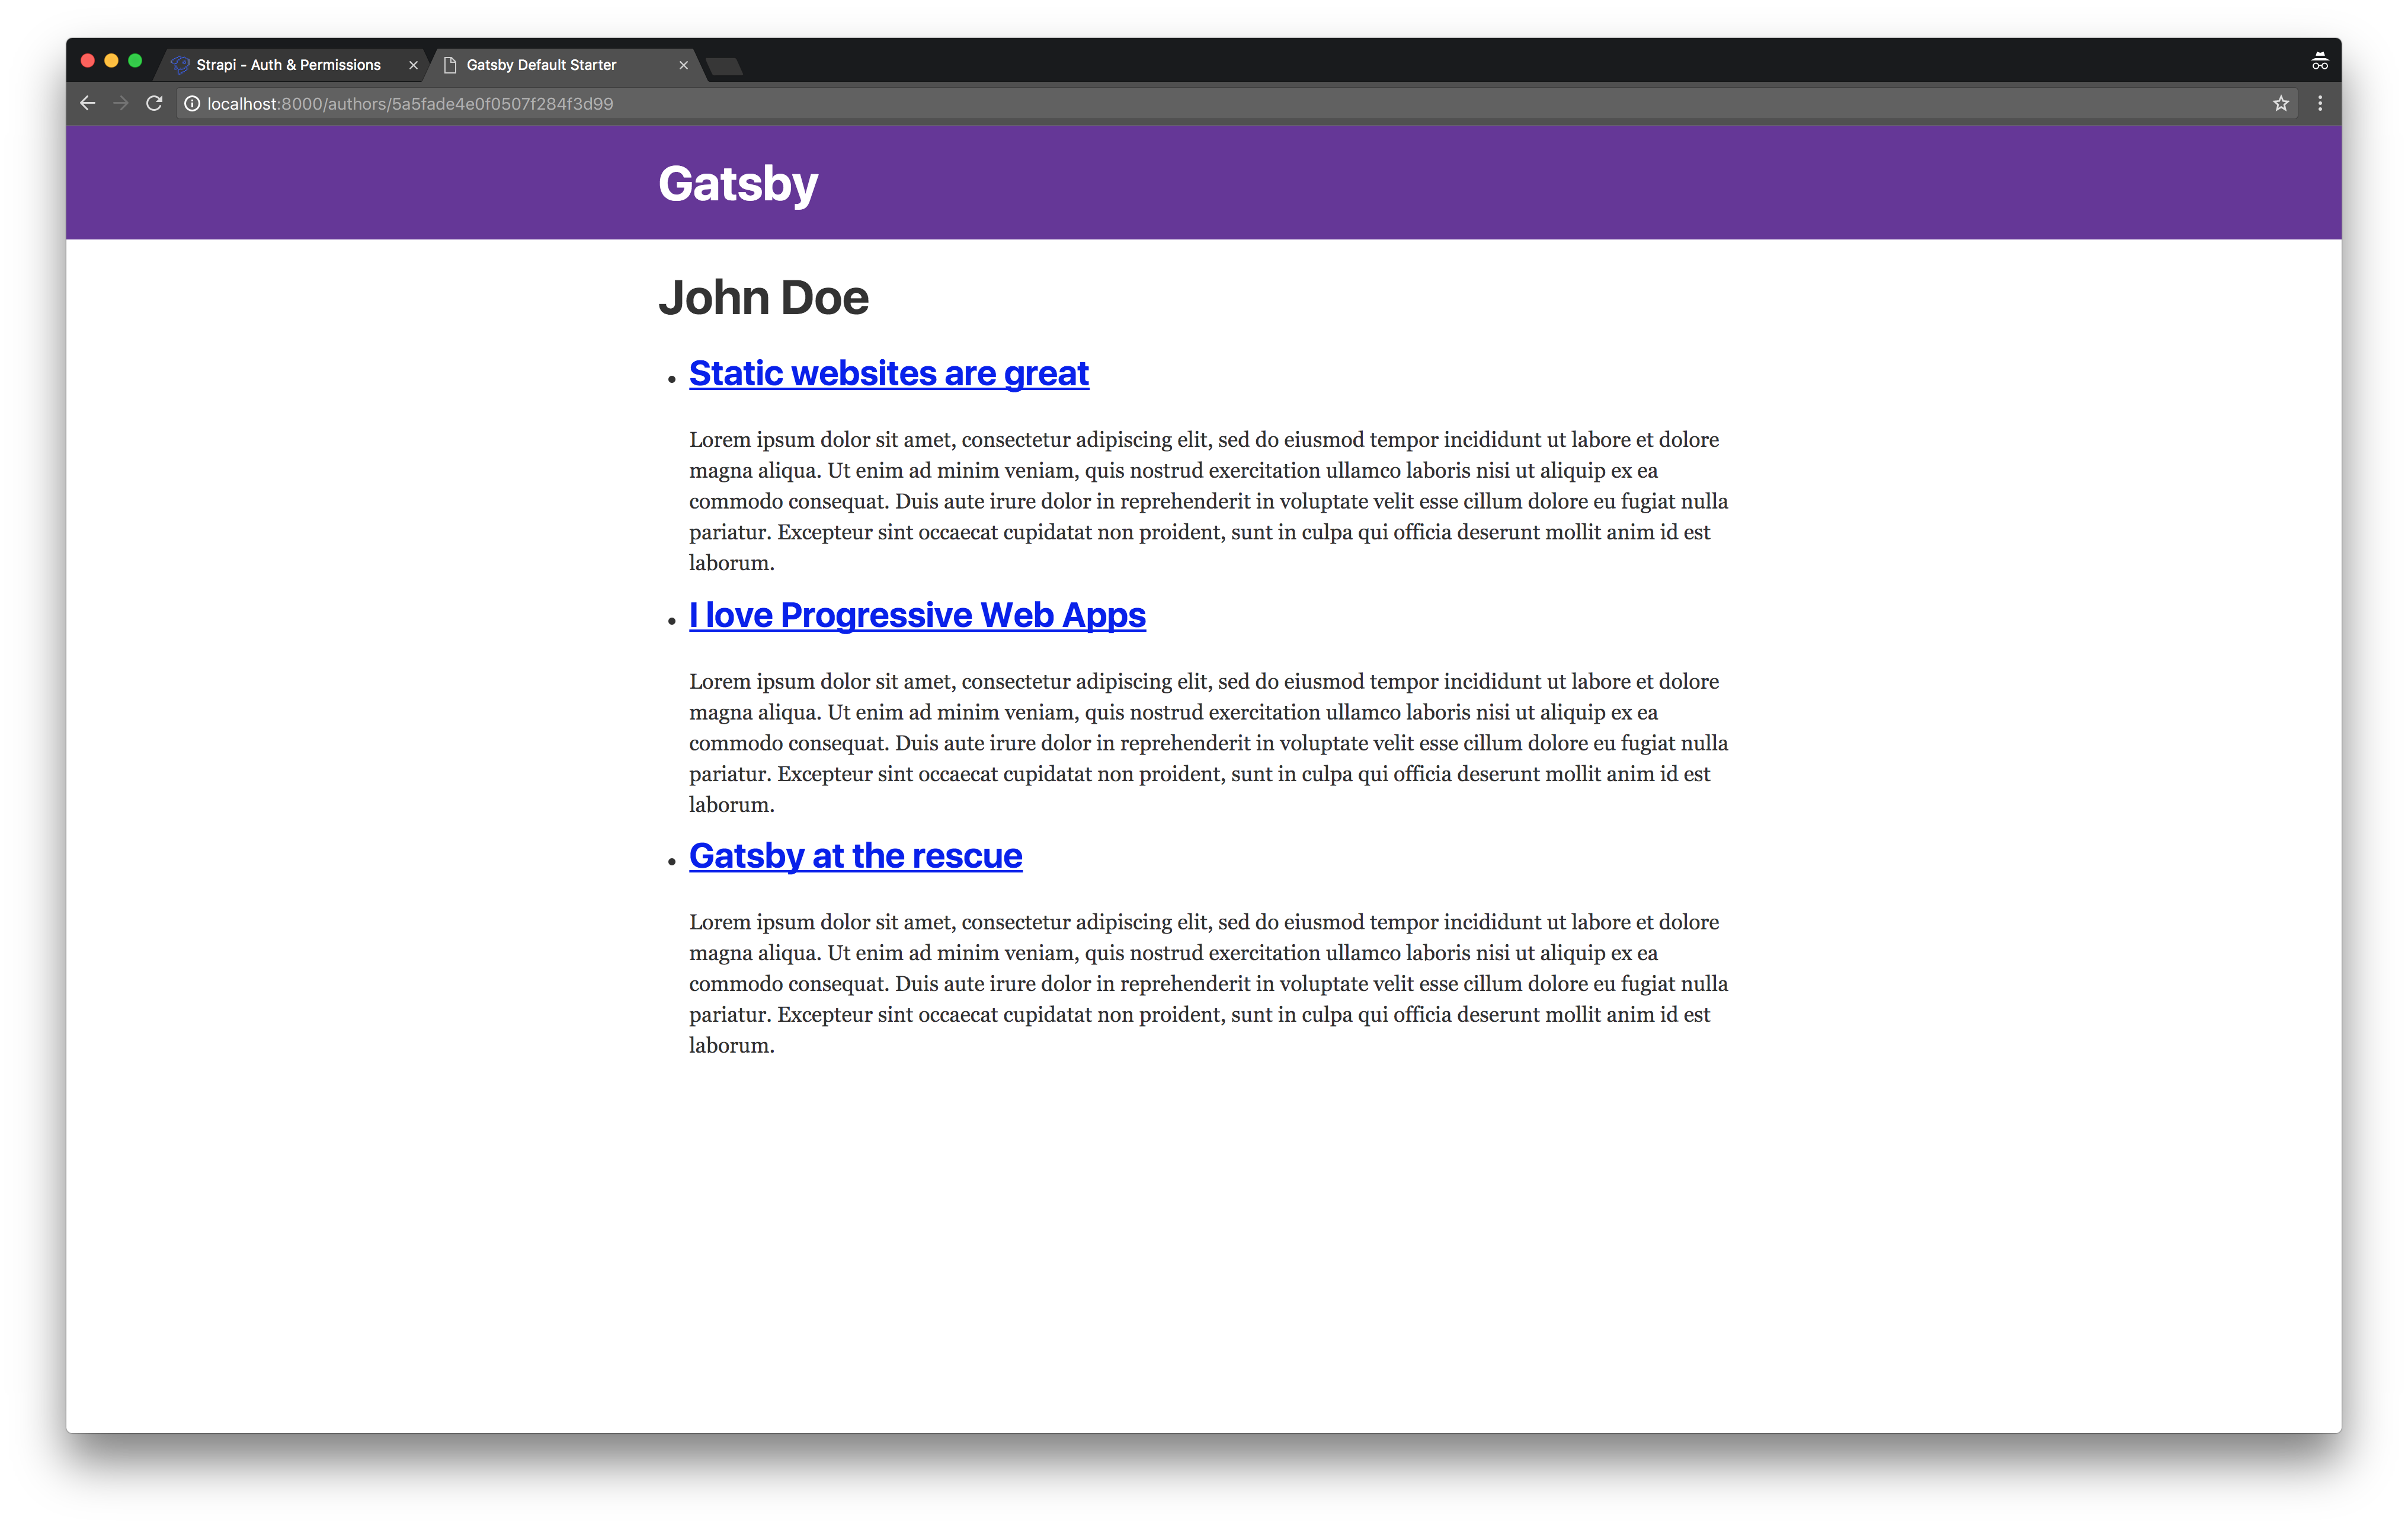 Strapi - Auth & Permissions
Gatsby Default Starter
localhost:8000/authors/5a5fade4e0f0507f284f3d99
Gatsby
John Doe
Static websites are great
Lorem ipsum dolor sit amet, consectetur adipiscing elit, sed do eiusmod tempor incididunt ut labore et dolore
magna aliqua. Ut enim ad minim veniam, quis nostrud exercitation ullamco laboris nisi ut aliquip ex ea
commodo consequat. Duis aute irure dolor in reprehenderit in voluptate velit esse cillum dolore eu fugiat nulla
pariatur. Excepteur sint occaecat cupidatat non proident, sunt in culpa qui officia deserunt mollit anim id est
laborum.
I love Progressive Web Apps
Lorem ipsum dolor sit amet, consectetur adipiscing elit, sed do eiusmod tempor incididunt ut labore et dolore
magna aliqua. Ut enim ad minim veniam, quis nostrud exercitation ullamco laboris nisi ut aliquip ex ea
commodo consequat. Duis aute irure dolor in reprehenderit in voluptate velit esse cillum dolore eu fugiat nulla
pariatur. Excepteur sint occaecat cupidatat non proident, sunt in culpa qui officia deserunt mollit anim id est
laborum.
Gatsby at the rescue
Lorem ipsum dolor sit amet, consectetur adipiscing elit, sed do eiusmod tempor incididunt ut labore et dolore
magna aliqua. Ut enim ad minim veniam, quis nostrud exercitation ullamco laboris nisi ut aliquip ex ea
commodo consequat. Duis aute irure dolor in reprehenderit in voluptate velit esse cillum dolore eu fugiat nulla
pariatur. Excepteur sint occaecat cupidatat non proident, sunt in culpa qui officia deserunt mollit anim id est
laborum.